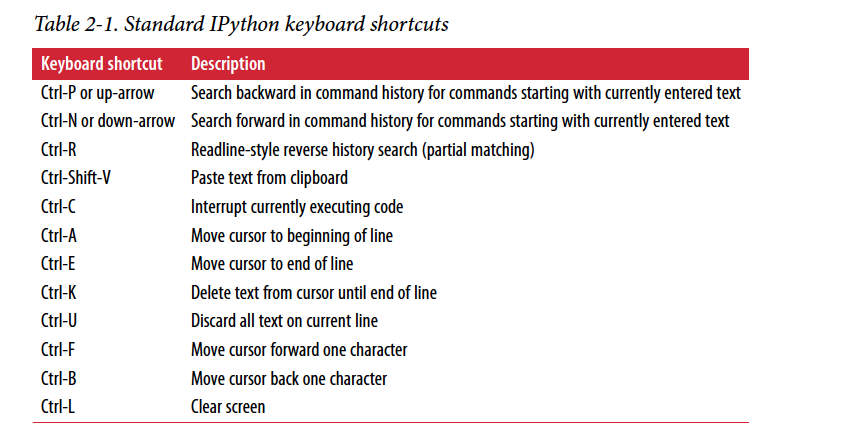 Table 2-1. Standard IPython keyboard shortcuts
Keyboard shortcut Description
Ctrl-P or up-arrow Search backward in command history for commands starting with currently entered text
Ctrl-N or down-arrow Search forward in command history for commands starting with currently entered text
Ctrl-R Readline-style reverse history search (partial matching)
Ctrl-Shift-V Paste text from clipboard
Ctrl-C Interrupt currently executing code
Ctrl-A Move cursor to beginning of line
Ctrl-E Move cursor to end of line
Ctrl-K Delete text from cursor until end of line
Ctrl-U Discard all text on current line
Ctrl-F Move cursor forward one character
Ctrl-B Move cursor back one character
Ctrl-L Clear screen